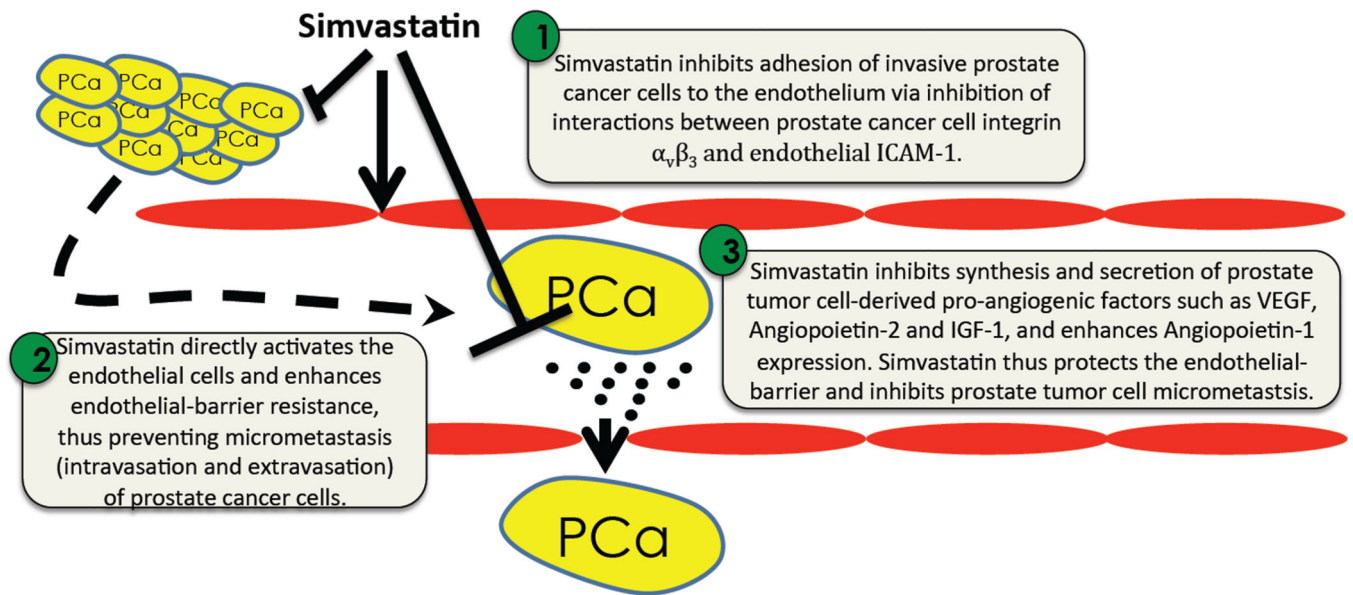 Simvastatin
PCa
PCa
PCa
PCa
PCa
PCa
Ca
PCa
PCa
PCa
1
Simvastatin inhibits adhesion of invasive prostate
cancer cells to the endothelium via inhibition of
interactions between prostate cancer cell integrin
αᵥβ₃ and endothelial ICAM-1.
PCa
3
Simvastatin inhibits synthesis and secretion of prostate
tumor cell-derived pro-angiogenic factors such as VEGF,
Angiopoietin-2 and IGF-1, and enhances Angiopoietin-1
expression. Simvastatin thus protects the endothelial-
barrier and inhibits prostate tumor cell micrometastsis.
2
Simvastatin directly activates the
endothelial cells and enhances
endothelial-barrier resistance,
thus preventing micrometastasis
(intravasation and extravasation)
of prostate cancer cells.
PCa